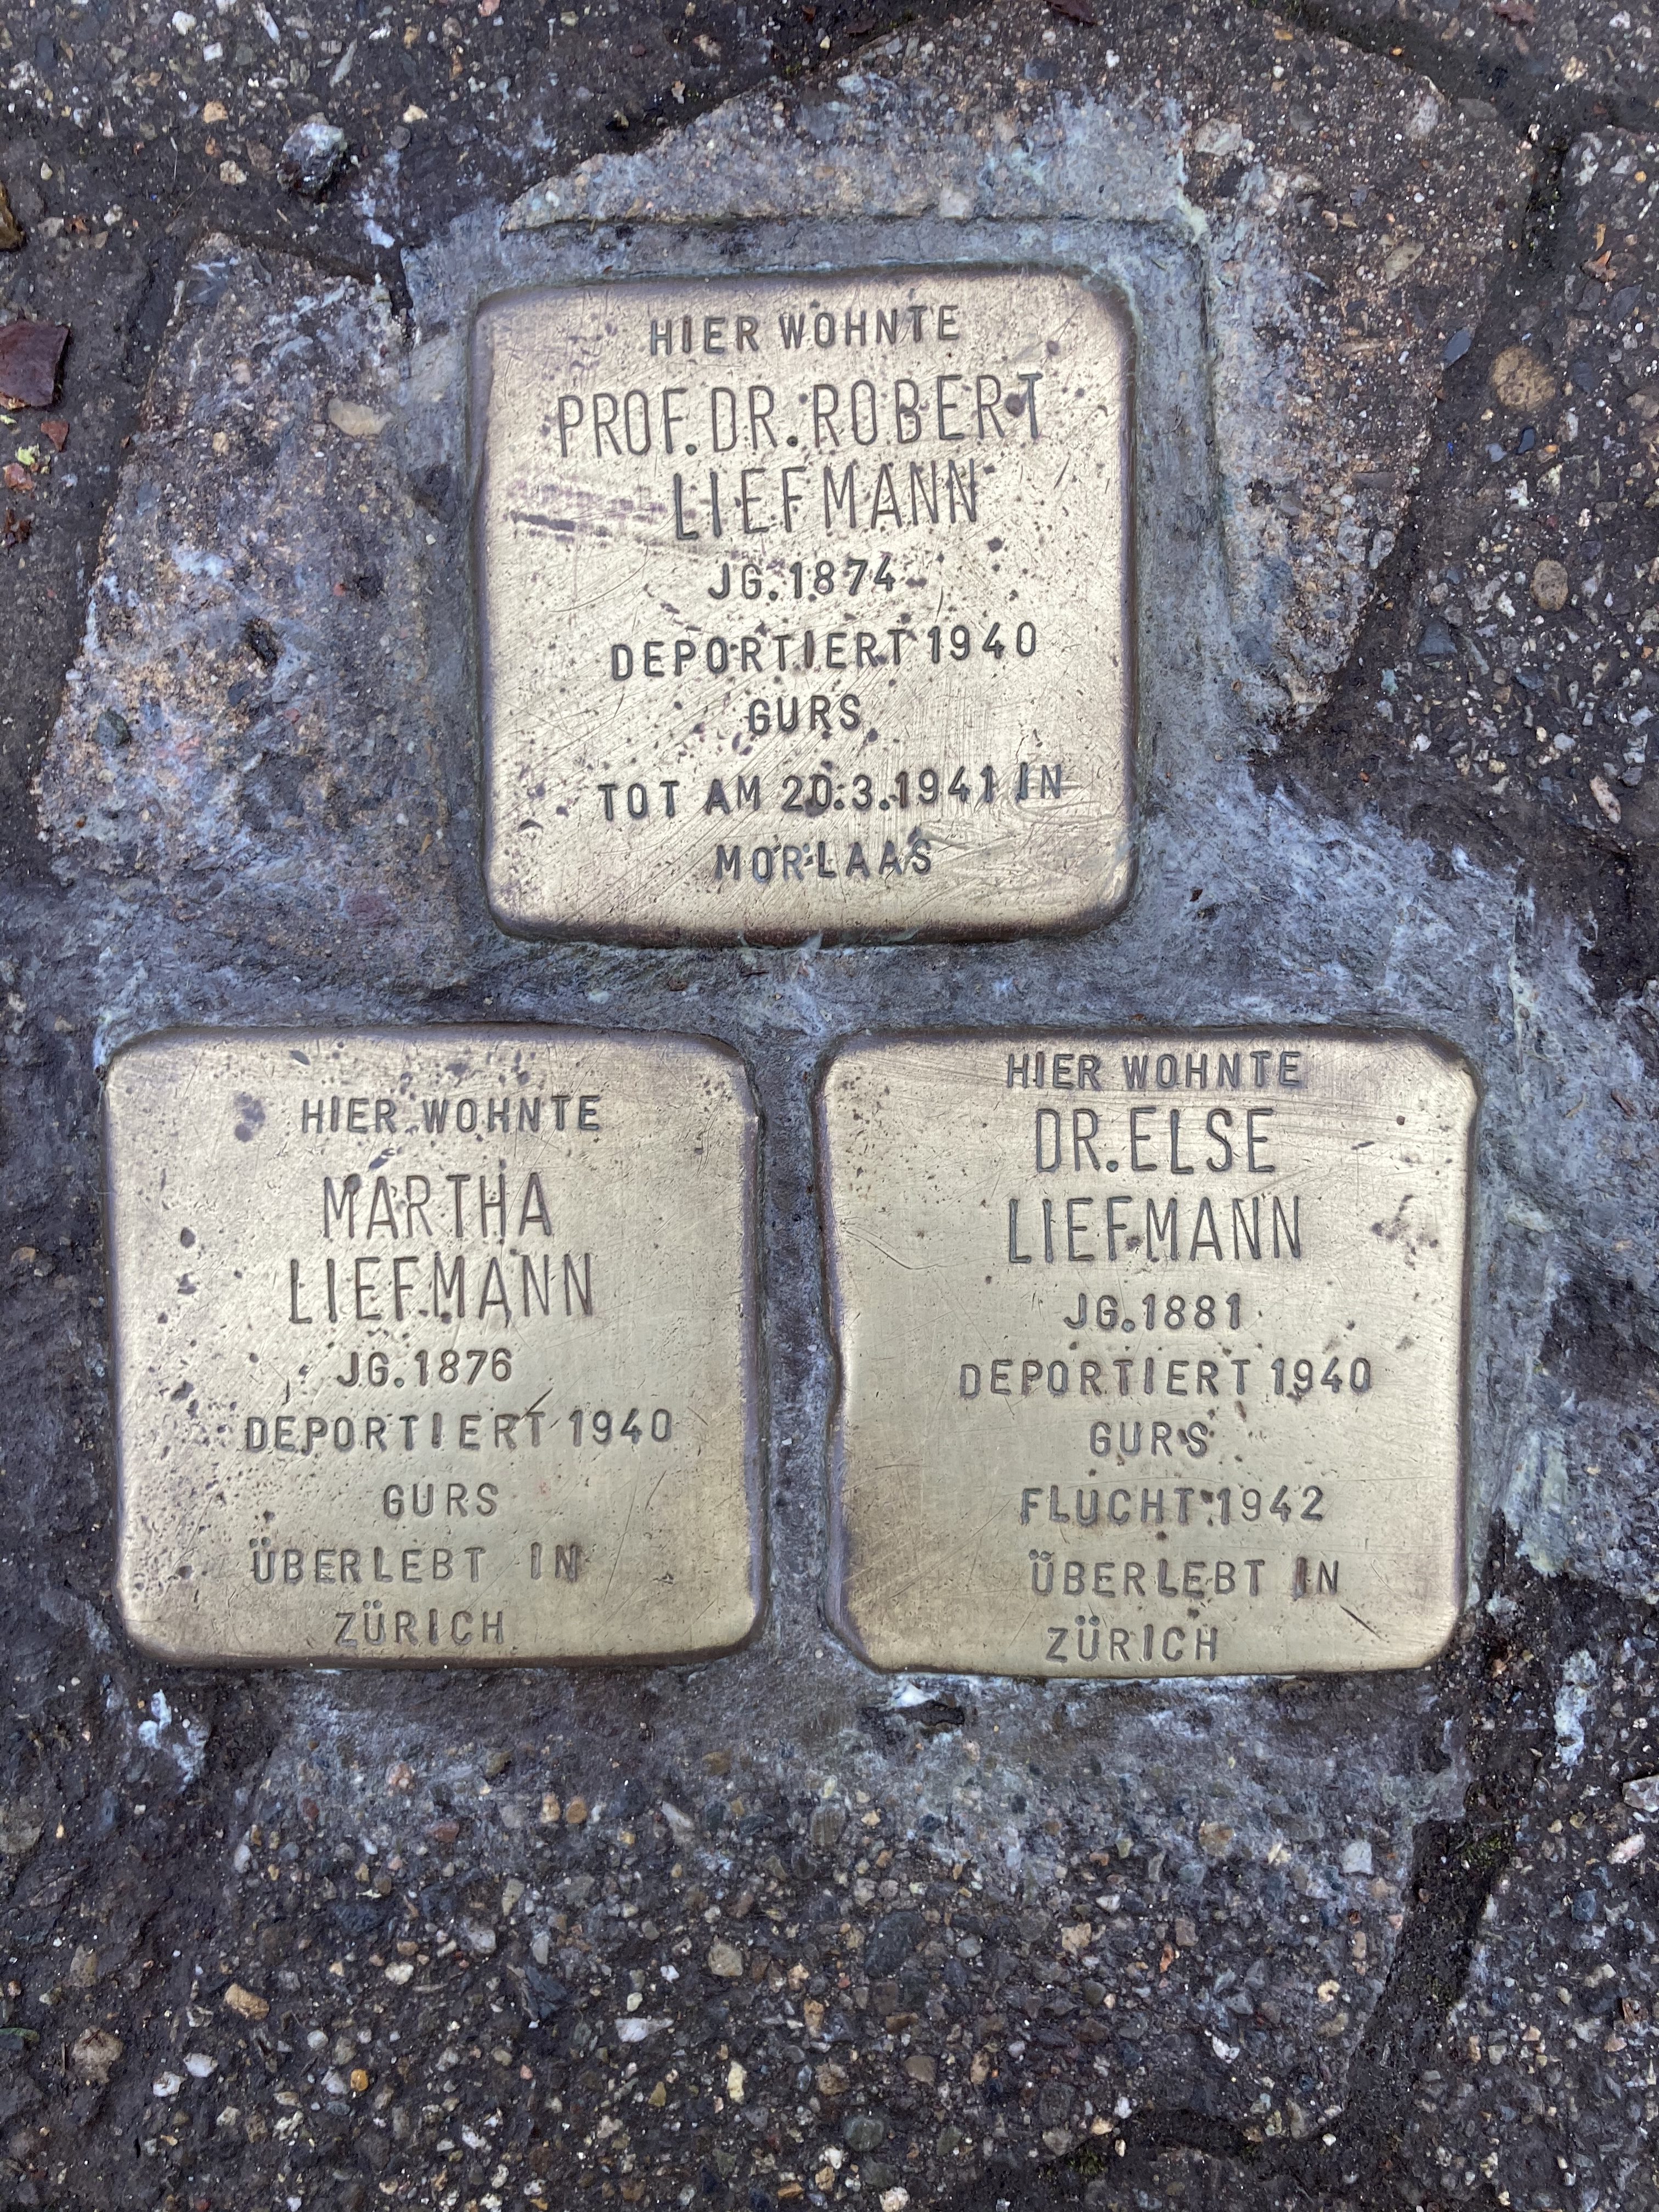 HIER WOHNTE
PROF.DR.ROBERT
LIEFMANN
JG.1874
DEPORTIERT 1940
GURS
TOT AM 20.3.1941 IN
MORLAAS
HIER WOHNTE
MARTHA
LIEFMANN
JG.1876
DEPORTIERT 1940
GURS
ÜBERLEBT IN
ZÜRICH
HIER WOHNTE
DR.ELSE
LIEFMANN
JG.1881
DEPORTIERT 1940
GURS
FLUCHT 1942
ÜBERLEBT IN
ZÜRICH